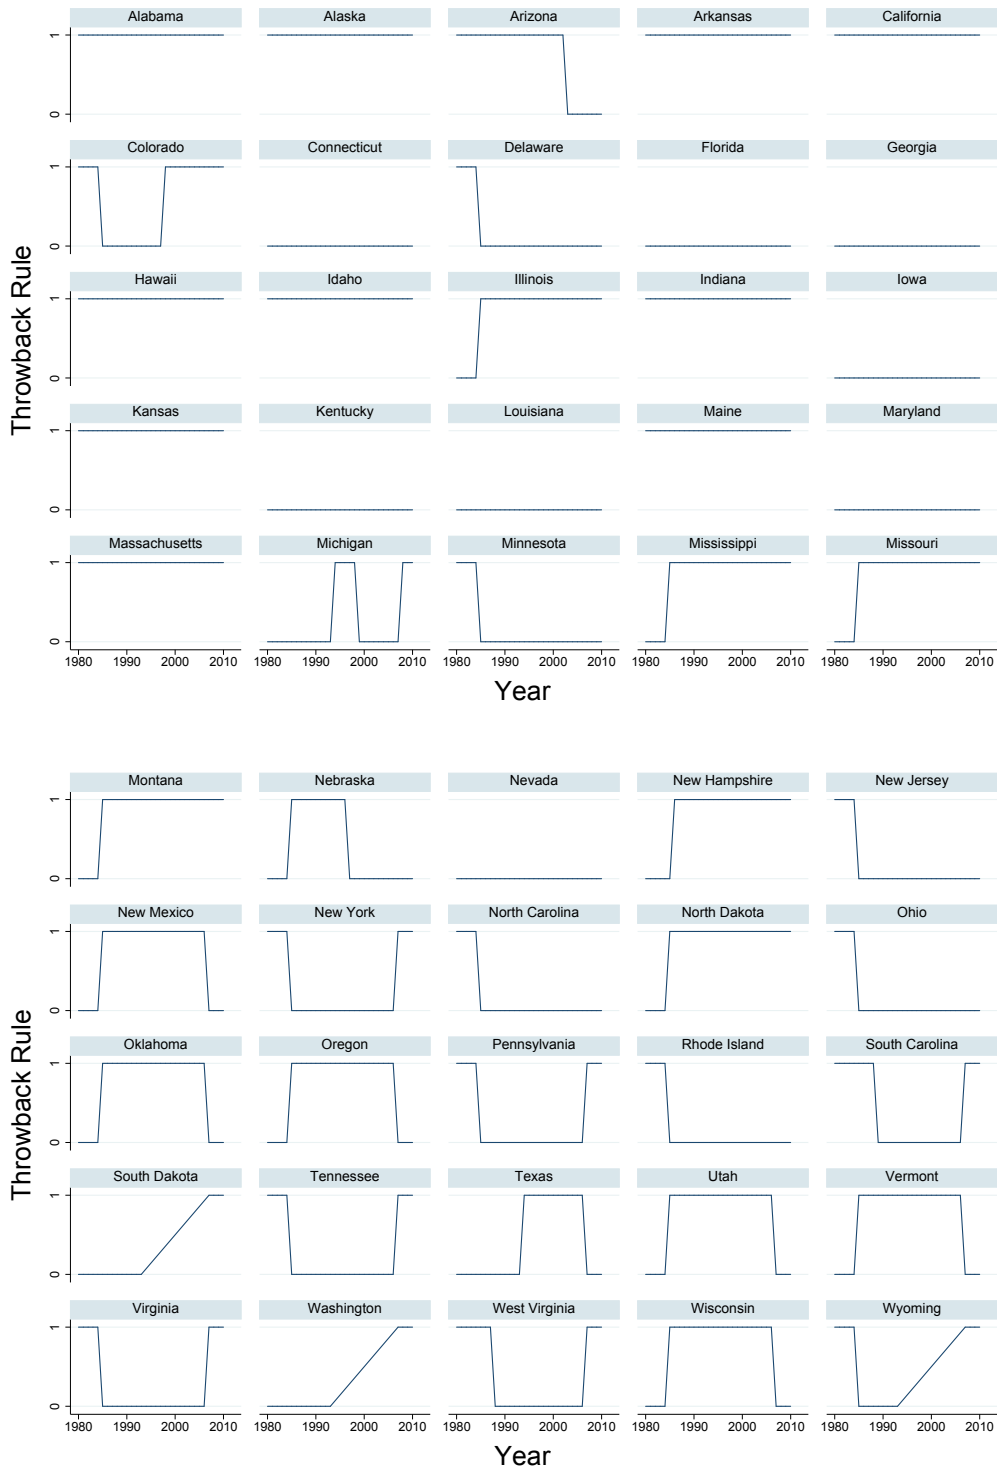 Alabama Alaska Arizona Arkansas California
1
0
Colorado Connecticut Delaware Florida Georgia
1
0
Hawaii Idaho Illinois Indiana Iowa
1
0
Throwback Rule
Kansas Kentucky Louisiana Maine Maryland
1
0
Massachusetts Michigan Minnesota Mississippi Missouri
1
0
1980 1990 2000 2010 1980 1990 2000 2010 1980 1990 2000 2010 1980 1990 2000 2010 1980 1990 2000 2010
Year
Montana Nebraska Nevada New Hampshire New Jersey
1
0
New Mexico New York North Carolina North Dakota Ohio
1
0
Oklahoma Oregon Pennsylvania Rhode Island South Carolina
1
0
Throwback Rule
South Dakota Tennessee Texas Utah Vermont
1
0
Virginia Washington West Virginia Wisconsin Wyoming
1
0
1980 1990 2000 2010 1980 1990 2000 2010 1980 1990 2000 2010 1980 1990 2000 2010 1980 1990 2000 2010
Year